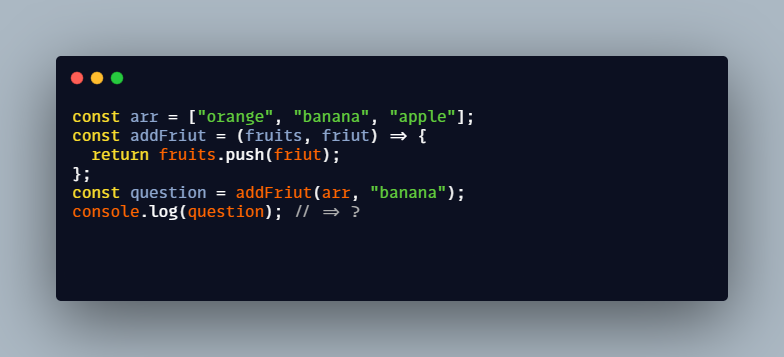 const arr = ["orange", "banana", "apple"];
const addFriut = (fruits, friut) => {
  return fruits.push(friut);
};
const question = addFriut(arr, "banana");
console.log(question); // => ?